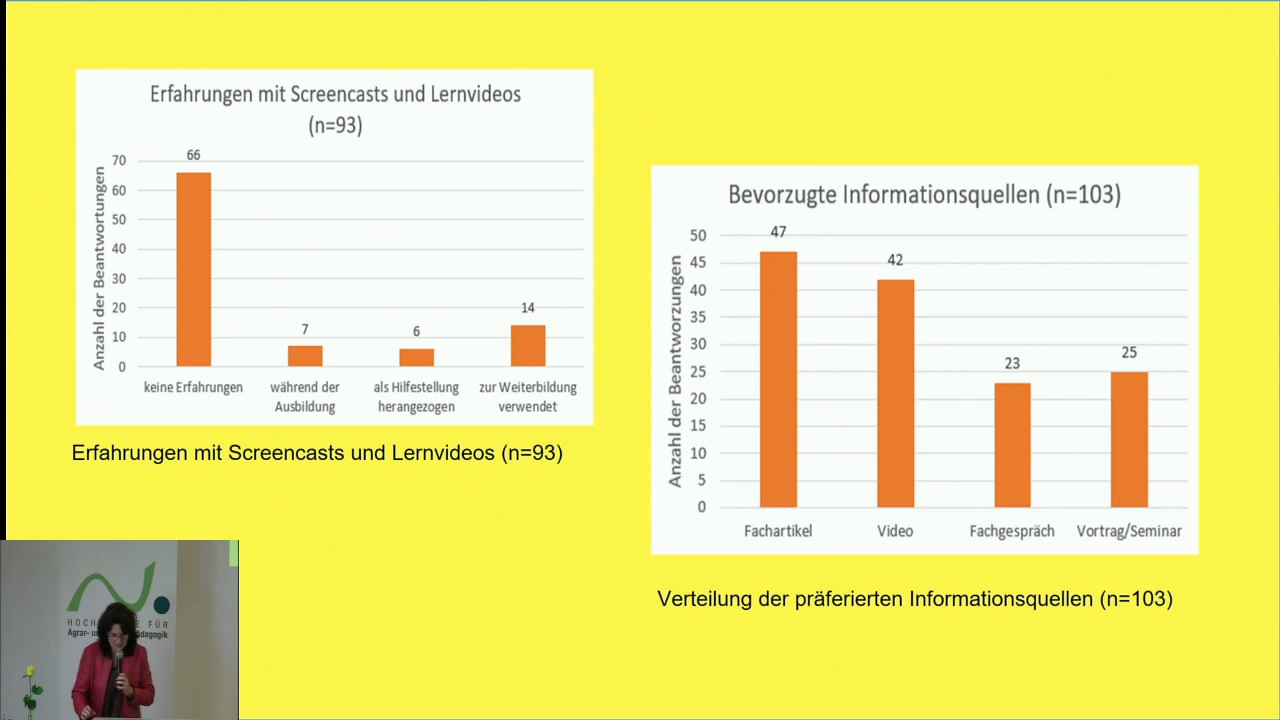 Erfahrungen mit Screencasts und Lernvideos
(n=93)
Anzahl der Beantwortungen
70
60
50
40
30
20
10
0
66
7
6
14
keine Erfahrungen
während der
Ausbildung
als Hilfestellung
herangezogen
zur Weiterbildung
verwendet
Erfahrungen mit Screencasts und Lernvideos (n=93)
Bevorzugte Informationsquellen (n=103)
Anzahl der Beantworzungen
50
45
40
35
30
25
20
15
10
5
0
47
42
23
25
Fachartikel
Video
Fachgespräch
Vortrag/Seminar
Verteilung der präferierten Informationsquellen (n=103)
FÜR
Agrar-